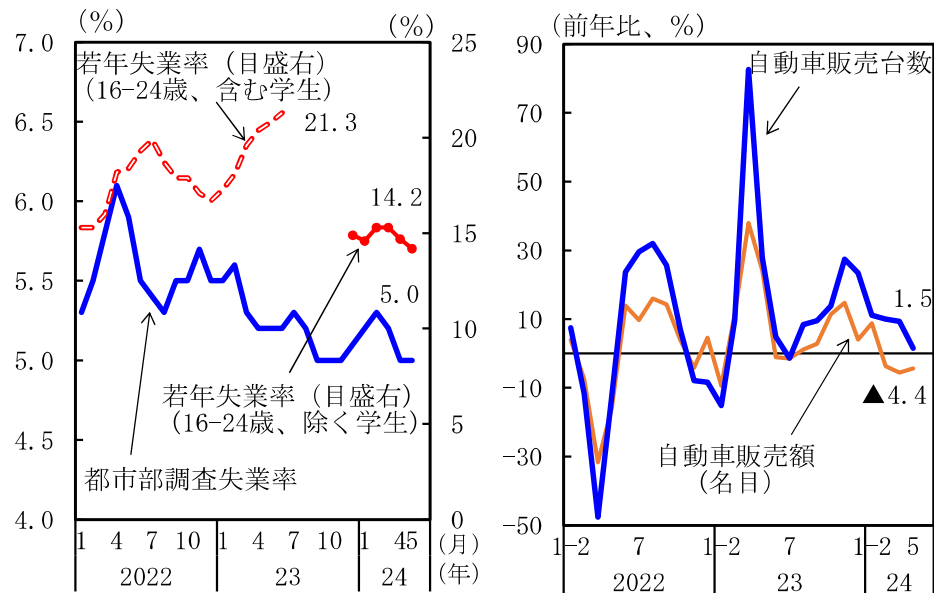 (%)
(%)
7.0
6.5
6.0
5.5
5.0
4.5
4.0
25
20
15
10
5
0
若年失業率（目盛右）
(16-24歳、含む学生)
21.3
14.2
5.0
若年失業率（目盛右）
(16-24歳、除く学生)
都市部調査失業率
1 4 7 10 1 4 7 10 1 45 (月)
2022 23 24 (年)
(前年比、%)
90
70
50
30
10
-10
-30
-50
自動車販売台数
1.5
▲4.4
自動車販売額
(名目)
1-2 7 1-2 7 1-2 5
2022 23 24